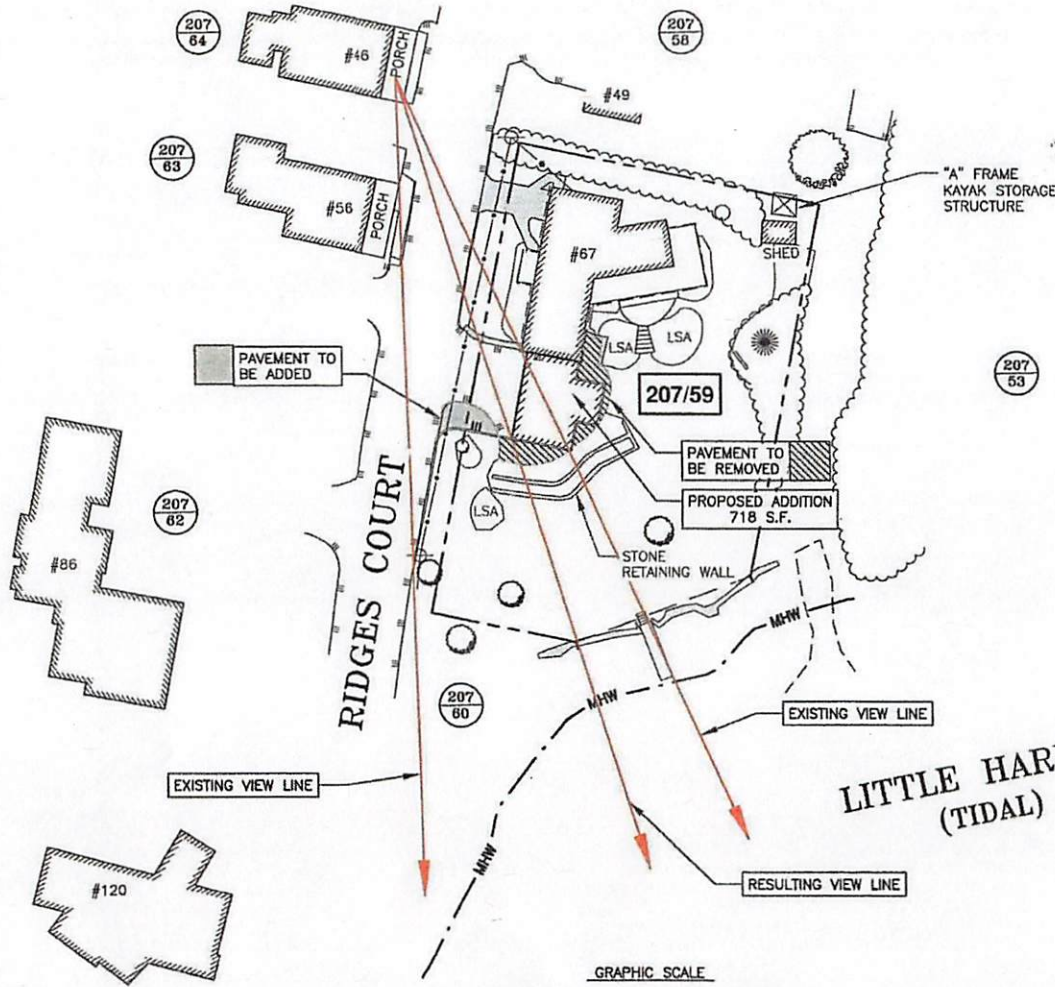 207
64
#46
PORCH
207
58
#49
207
63
#56
PORCH
"A" FRAME
KAYAK STORAGE
STRUCTURE
#67
SHED
LSA
LSA
207
53
PAVEMENT TO
BE ADDED
207/59
PAVEMENT TO
BE REMOVED
PROPOSED ADDITION
718 S.F.
207
62
RIDGES COURT
LSA
STONE
RETAINING WALL
#86
MHW
MHW
207
60
EXISTING VIEW LINE
EXISTING VIEW LINE
LITTLE HAR
(TIDAL)
MHW
#120
RESULTING VIEW LINE
GRAPHIC SCALE